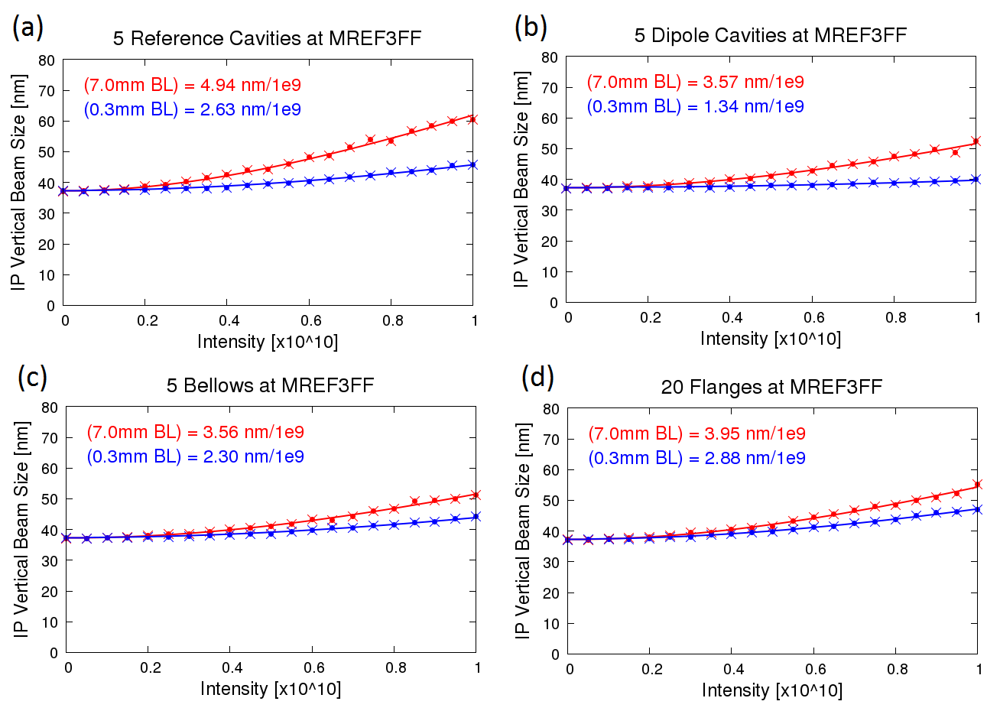 (a)
5 Reference Cavities at MREF3FF
(7.0mm BL) = 4.94 nm/1e9
(0.3mm BL) = 2.63 nm/1e9
IP Vertical Beam Size [nm]
80
70
60
50
40
30
20
10
0
0 0.2 0.4 0.6 0.8 1
Intensity [x10^10]
(b)
5 Dipole Cavities at MREF3FF
(7.0mm BL) = 3.57 nm/1e9
(0.3mm BL) = 1.34 nm/1e9
IP Vertical Beam Size [nm]
80
70
60
50
40
30
20
10
0
0 0.2 0.4 0.6 0.8 1
Intensity [x10^10]
(c)
5 Bellows at MREF3FF
(7.0mm BL) = 3.56 nm/1e9
(0.3mm BL) = 2.30 nm/1e9
IP Vertical Beam Size [nm]
80
70
60
50
40
30
20
10
0
0 0.2 0.4 0.6 0.8 1
Intensity [x10^10]
(d)
20 Flanges at MREF3FF
(7.0mm BL) = 3.95 nm/1e9
(0.3mm BL) = 2.88 nm/1e9
IP Vertical Beam Size [nm]
80
70
60
50
40
30
20
10
0
0 0.2 0.4 0.6 0.8 1
Intensity [x10^10]